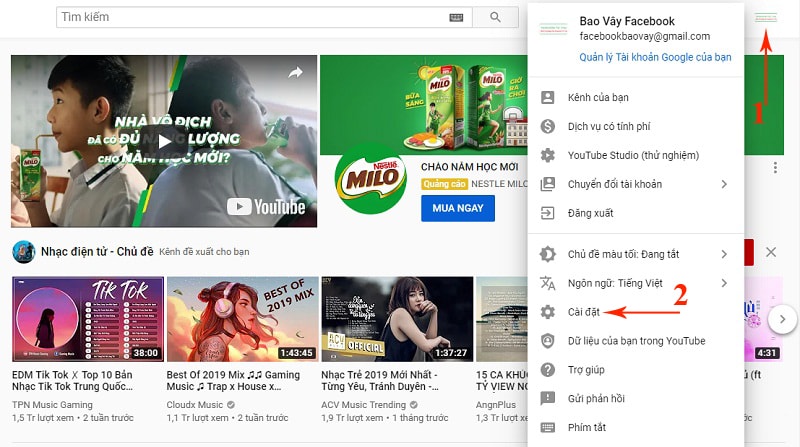 Tìm kiếm
Bao Vây Facebook
facebookbaovay@gmail.com
Quản lý Tài khoản Google của bạn
1
Kênh của bạn
Dịch vụ có tính phí
YouTube Studio (thử nghiệm)
Chuyển đổi tài khoản
Đăng xuất
Chủ đề màu tối: Đang tắt
Ngôn ngữ: Tiếng Việt
Cài đặt
2
Dữ liệu của bạn trong YouTube
Trợ giúp
Gửi phản hồi
Phím tắt
NHÀ VÔ ĐỊCH
ĐÃ CÓ ĐỦ NĂNG LƯỢNG
CHO NĂM HỌC MỚI?
YouTube
BỮA
SÁNG
GIỜ
RA
CHƠI
MILO
Nestlé
MILO
CHÀO NĂM HỌC MỚI
Quảng cáo NESTLE MILO
MUA NGAY
Nhạc điện tử - Chủ đề Kênh đề xuất cho bạn
TIK TOK
38:00
BEST OF
2019 MIX
1:43:45
ACV
OFFICIAL
1:37:27
4:31
EDM Tik Tok ☓ Top 10 Bản
Nhạc Tik Tok Trung Quốc...
TPN Music Gaming
1,5 Tr lượt xem • 2 tuần trước
Best Of 2019 Mix ♫♫ Gaming
Music ♫ Trap x House x...
Cloudx Music
1,1 Tr lượt xem • 2 tuần trước
Nhạc Trẻ 2019 Mới Nhất -
Từng Yêu, Tránh Duyên -...
ACV Music Trending
1,9 Tr lượt xem • 1 tháng trước
15 CA KHÚC
TỶ VIEW NG
AngnPlus
1,5 Tr lượt xem
ủ (ft
trước